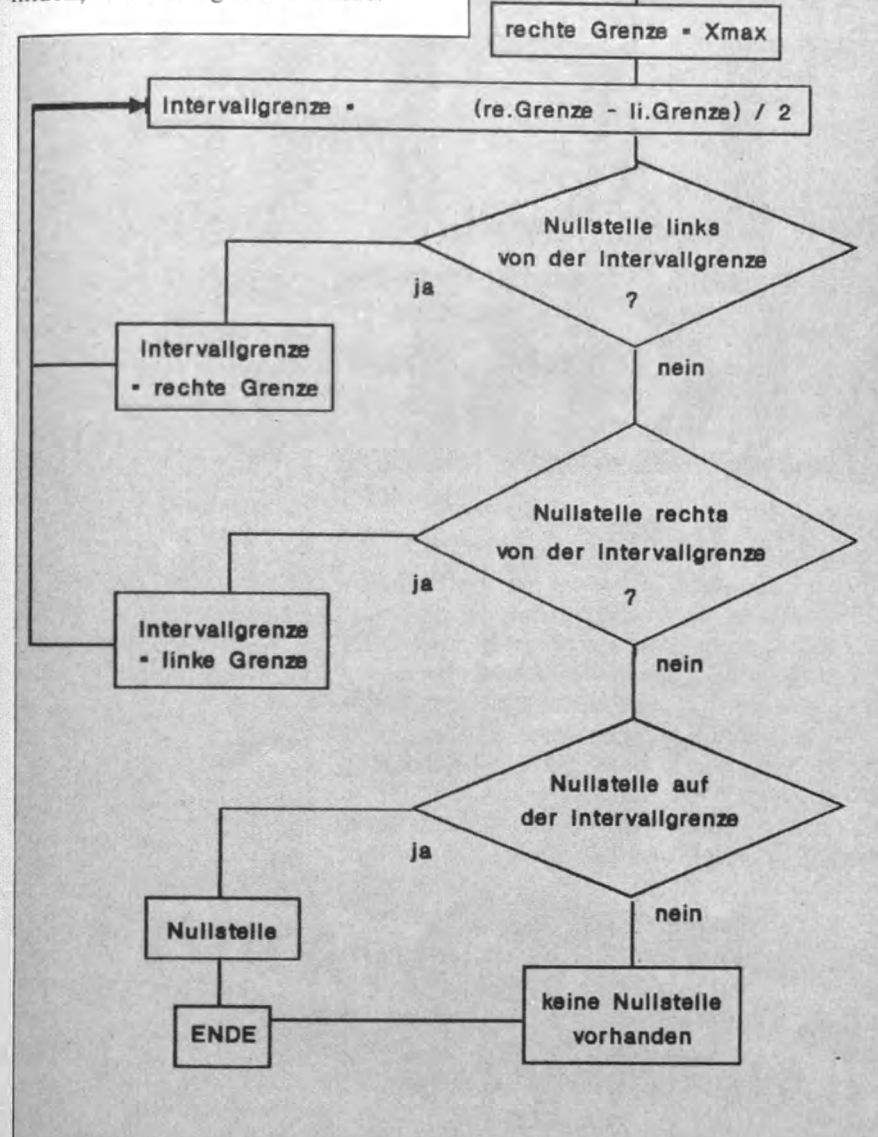 rechte Grenze = Xmax
Intervallgrenze = (re.Grenze - li.Grenze) / 2
Nullstelle links
von der Intervallgrenze
?
ja
nein
Intervallgrenze
= rechte Grenze
Nullstelle rechts
von der Intervallgrenze
?
ja
nein
Intervallgrenze
= linke Grenze
Nullstelle auf
der Intervallgrenze
ja
nein
Nullstelle
keine Nullstelle
vorhanden
ENDE